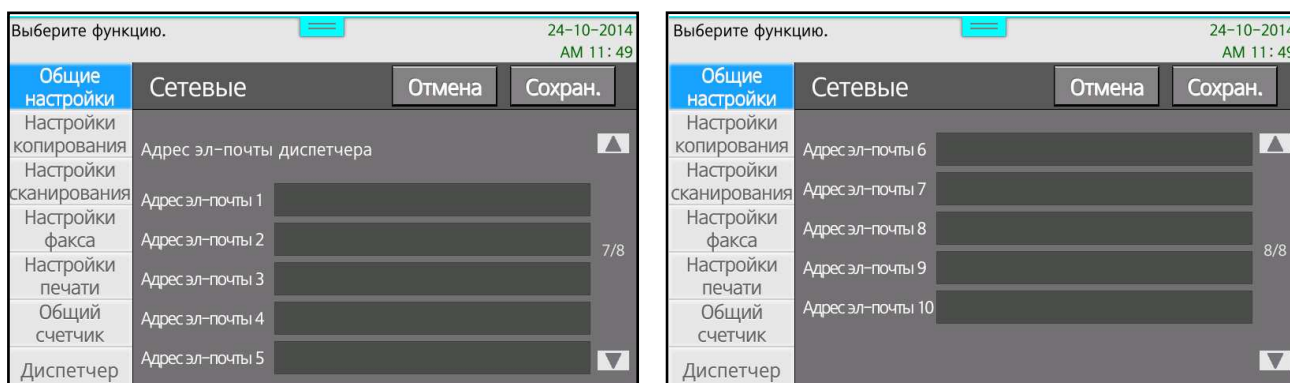 Выберите функцию.
24-10-2014
AM 11:49
Общие
настройки
Сетевые
Отмена
Сохран.
Настройки
копирования
Настройки
сканирования
Настройки
факса
Настройки
печати
Общий
счетчик
Диспетчер
Адрес эл-почты диспетчера
Адрес эл-почты 1
Адрес эл-почты 2
Адрес эл-почты 3
Адрес эл-почты 4
Адрес эл-почты 5
7/8
Выберите функцию.
24-10-2014
AM 11:49
Общие
настройки
Сетевые
Отмена
Сохран.
Настройки
копирования
Настройки
сканирования
Настройки
факса
Настройки
печати
Общий
счетчик
Диспетчер
Адрес эл-почты 6
Адрес эл-почты 7
Адрес эл-почты 8
Адрес эл-почты 9
Адрес эл-почты 10
8/8